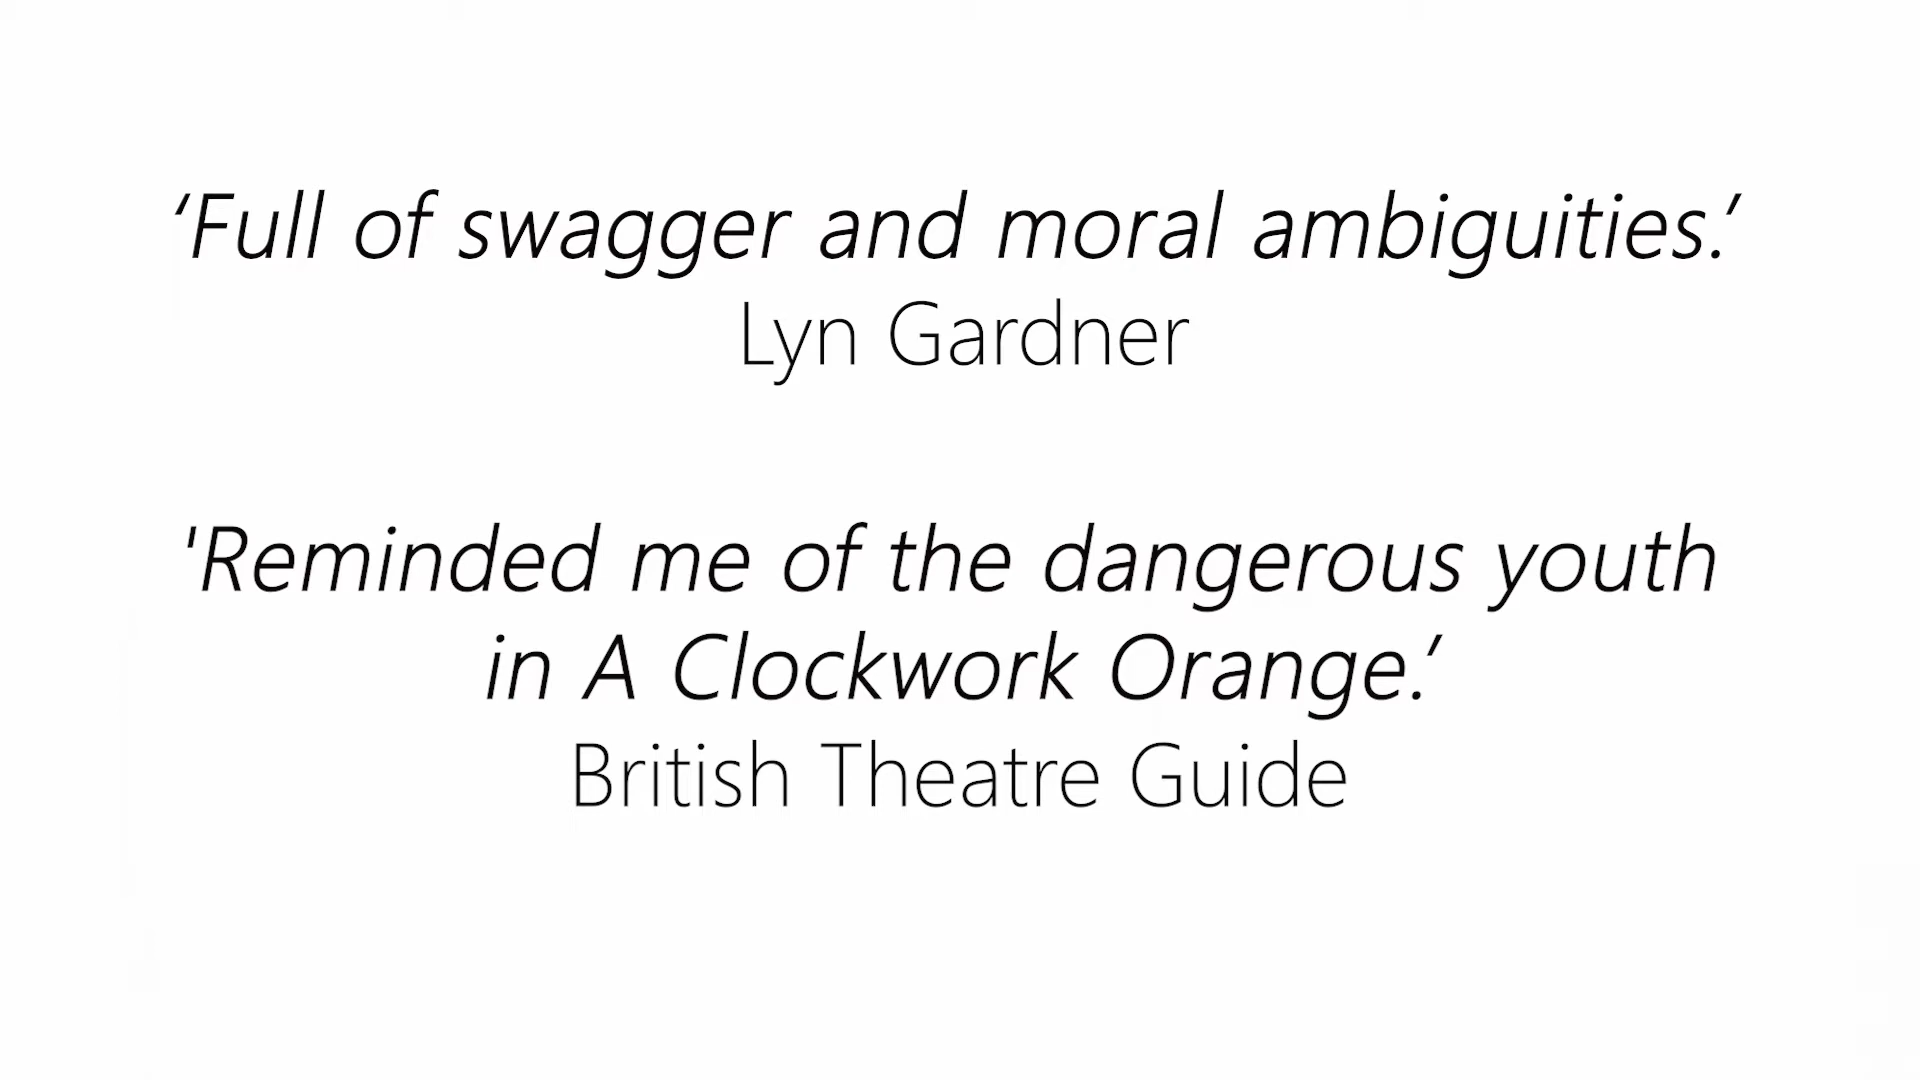 ‘Full of swagger and moral ambiguities.’
Lyn Gardner
'Reminded me of the dangerous youth
in A Clockwork Orange.’
British Theatre Guide